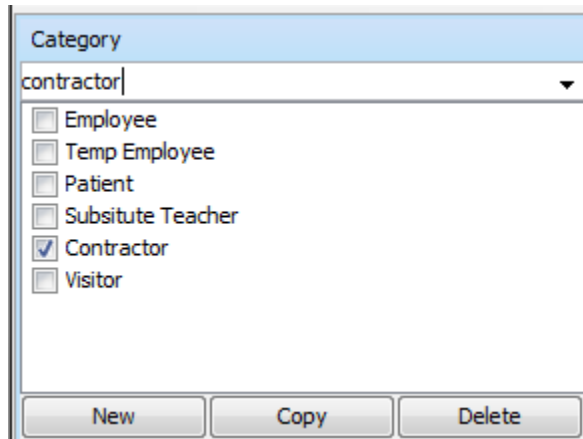 Category
contractor
Employee
Temp Employee
Patient
Subsitute Teacher
Contractor
Visitor
New Copy Delete